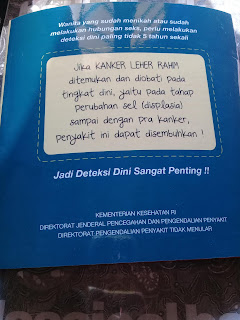 Wanita yang sudah menikah atau sudah
melakukan hubungan seks, perlu melakukan
deteksi dini paling tidak 5 tahun sekali
Jika KANKER LEHER RAHIM
ditemukan dan diobati pada
tingkat dini, yaitu pada tahap
perubahan sel (displasia)
sampai dengan pra kanker,
penyakit ini dapat disembuhkan !
Jadi Deteksi Dini Sangat Penting !!
KEMENTERIAN KESEHATAN RI
DIREKTORAT JENDERAL PENCEGAHAN DAN PENGENDALIAN PENYAKIT
DIREKTORAT PENGENDALIAN PENYAKIT TIDAK MENULAR